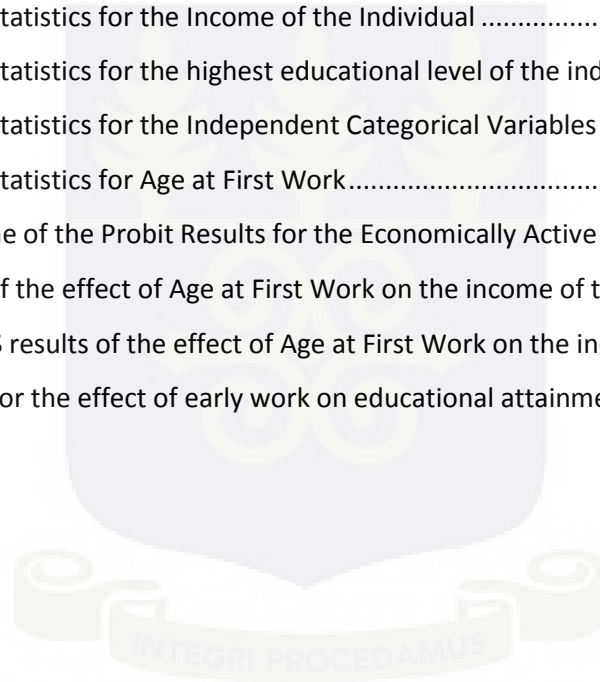 tatistics for the Income of the Individual ..................
tatistics for the highest educational level of the ind
tatistics for the Independent Categorical Variables
tatistics for Age at First Work....................................
e of the Probit Results for the Economically Active
f the effect of Age at First Work on the income of t
S results of the effect of Age at First Work on the in
or the effect of early work on educational attainme
INTEGRI PROCEDAMUS